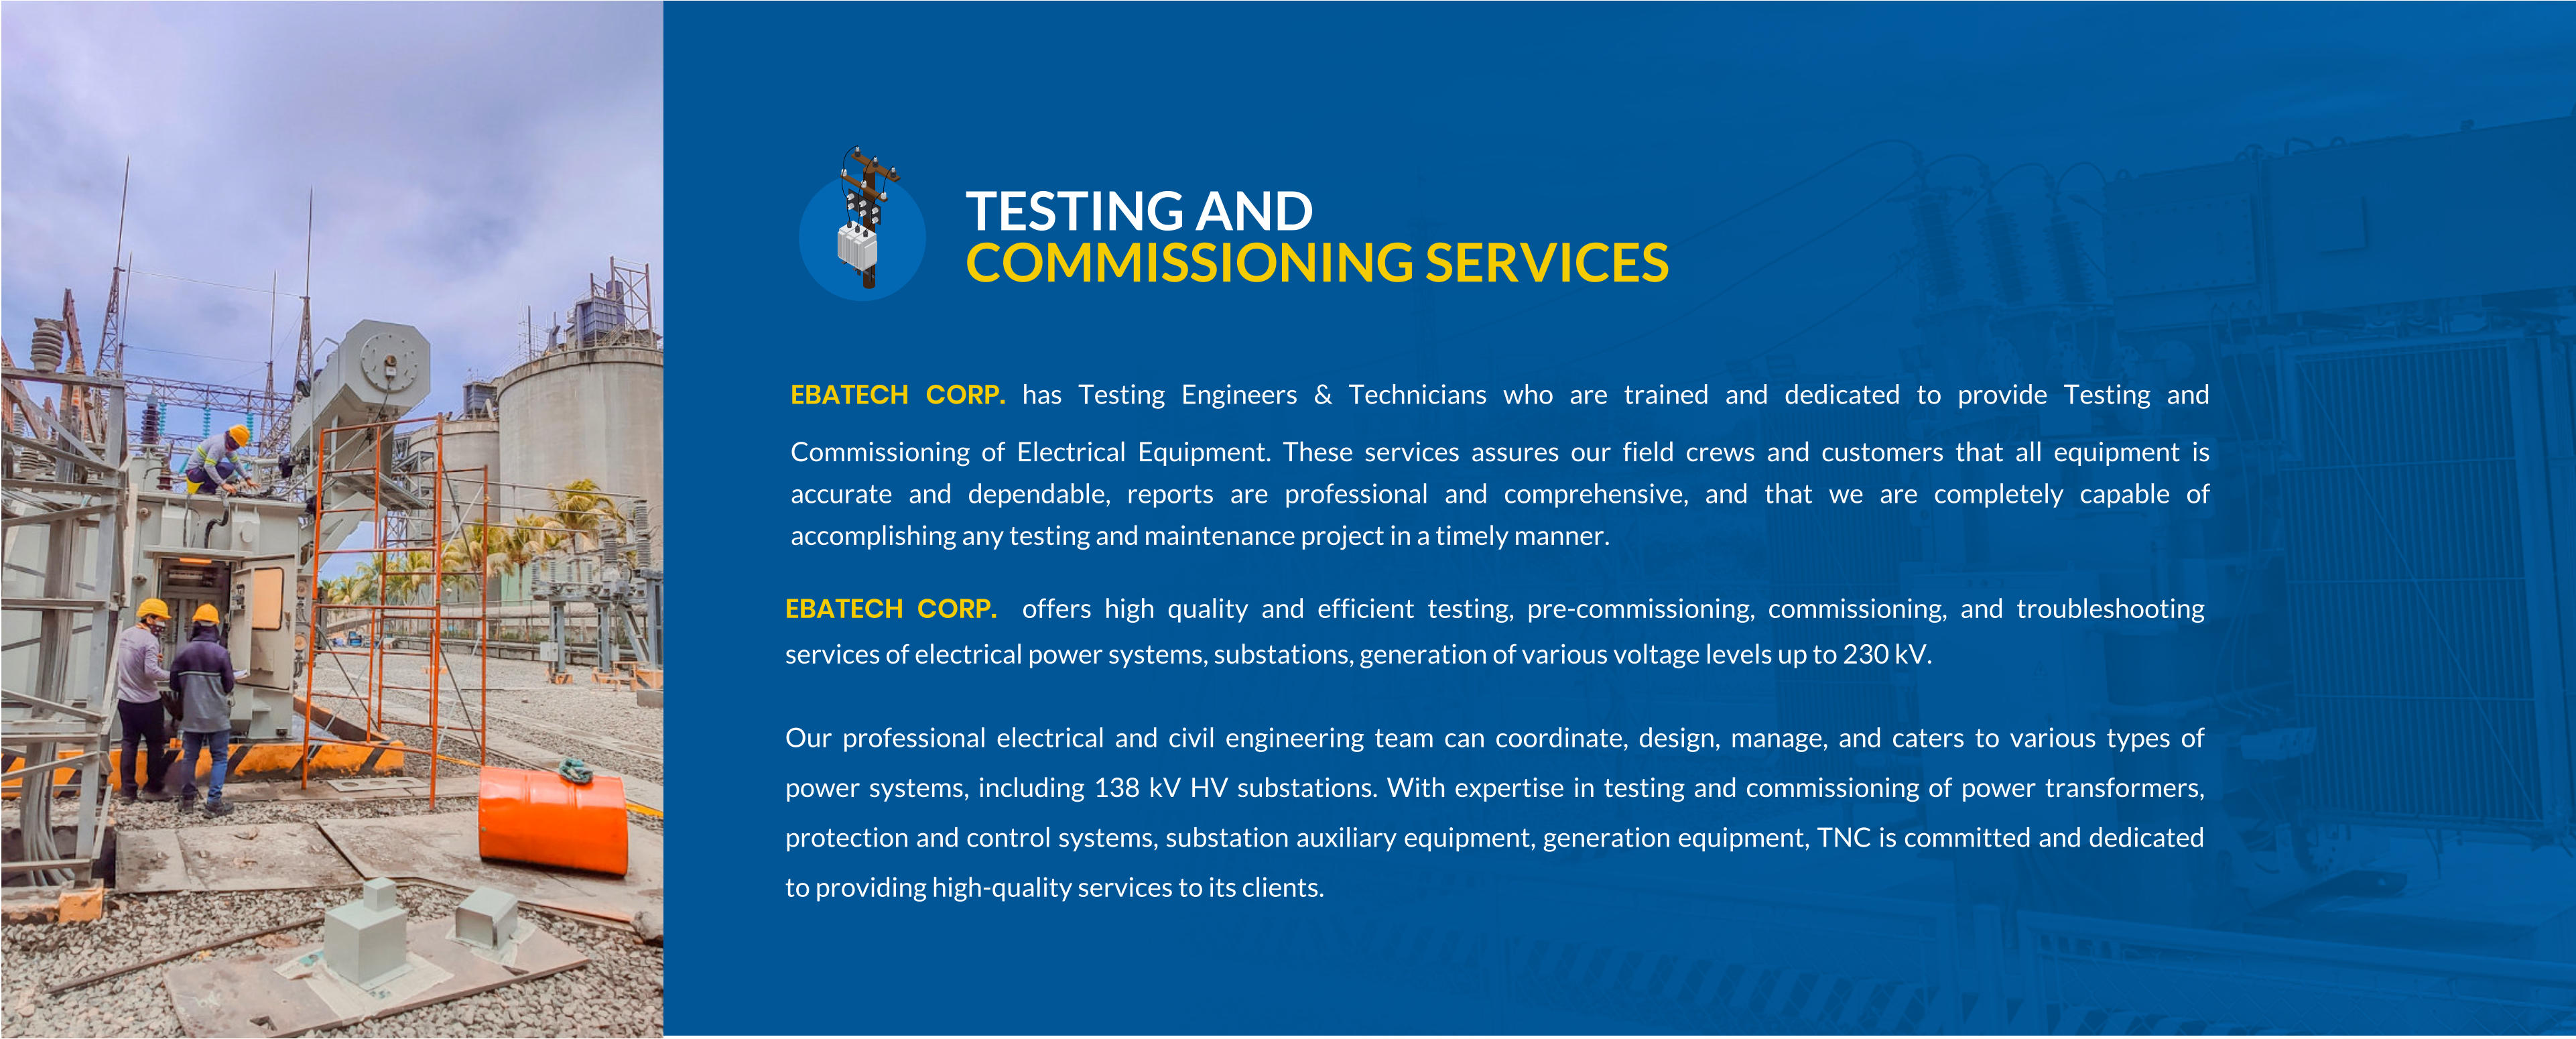 TESTING AND
COMMISSIONING SERVICES
EBATECH CORP. has Testing Engineers & Technicians who are trained and dedicated to provide Testing and
Commissioning of Electrical Equipment. These services assures our field crews and customers that all equipment is
accurate and dependable, reports are professional and comprehensive, and that we are completely capable of
accomplishing any testing and maintenance project in a timely manner.
EBATECH CORP. offers high quality and efficient testing, pre-commissioning, commissioning, and troubleshooting
services of electrical power systems, substations, generation of various voltage levels up to 230 kV.
Our professional electrical and civil engineering team can coordinate, design, manage, and caters to various types of
power systems, including 138 kV HV substations. With expertise in testing and commissioning of power transformers,
protection and control systems, substation auxiliary equipment, generation equipment, TNC is committed and dedicated
to providing high-quality services to its clients.